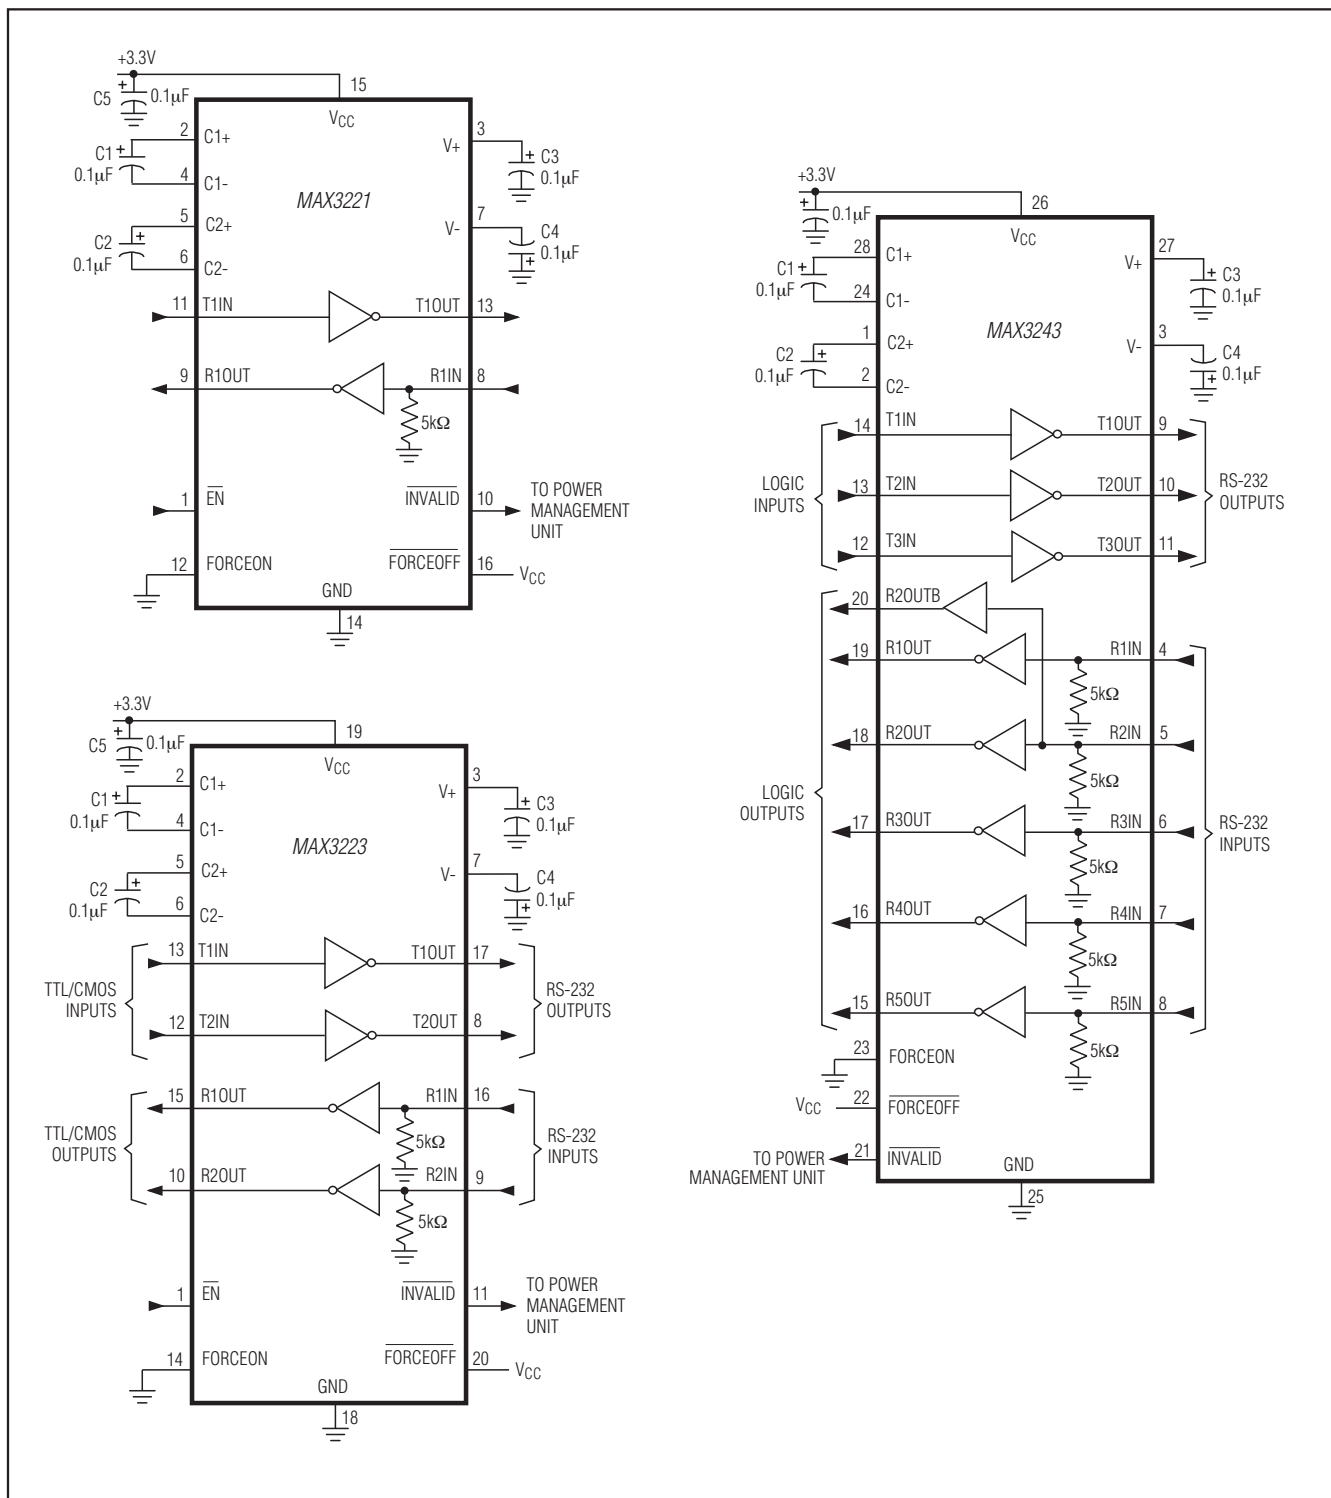 +3.3V
C5
0.1µF
15
VCC
2
C1+
C1
0.1µF
4
C1-
5
C2+
C2
0.1µF
6
C2-
MAX3221
3
V+
C3
0.1µF
7
V-
C4
0.1µF
11
T1IN
T1OUT
13
9
R1OUT
R1IN
8
5kΩ
1
EN
INVALID
10
TO POWER
MANAGEMENT
UNIT
12
FORCEON
FORCEOFF
16
VCC
GND
14
+3.3V
C5
0.1µF
19
VCC
2
C1+
C1
0.1µF
4
C1-
5
C2+
C2
0.1µF
6
C2-
MAX3223
3
V+
C3
0.1µF
7
V-
C4
0.1µF
TTL/CMOS
INPUTS
13
T1IN
T1OUT
17
12
T2IN
T2OUT
8
RS-232
OUTPUTS
TTL/CMOS
OUTPUTS
15
R1OUT
R1IN
16
5kΩ
10
R2OUT
R2IN
9
5kΩ
RS-232
INPUTS
1
EN
INVALID
11
TO POWER
MANAGEMENT
UNIT
14
FORCEON
FORCEOFF
20
VCC
GND
18
+3.3V
0.1µF
26
VCC
28
C1+
C1
0.1µF
24
C1-
1
C2+
C2
0.1µF
2
C2-
MAX3243
27
V+
C3
0.1µF
3
V-
C4
0.1µF
LOGIC
INPUTS
14
T1IN
T1OUT
9
13
T2IN
T2OUT
10
12
T3IN
T3OUT
11
RS-232
OUTPUTS
LOGIC
OUTPUTS
20
R2OUTB
19
R1OUT
R1IN
4
5kΩ
18
R2OUT
R2IN
5
5kΩ
17
R3OUT
R3IN
6
5kΩ
16
R4OUT
R4IN
7
5kΩ
15
R5OUT
R5IN
8
5kΩ
RS-232
INPUTS
23
FORCEON
VCC
22
FORCEOFF
TO POWER
MANAGEMENT UNIT
21
INVALID
GND
25